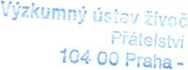 Výzkumný ústav živoč
Přátelství
104 00 Praha -